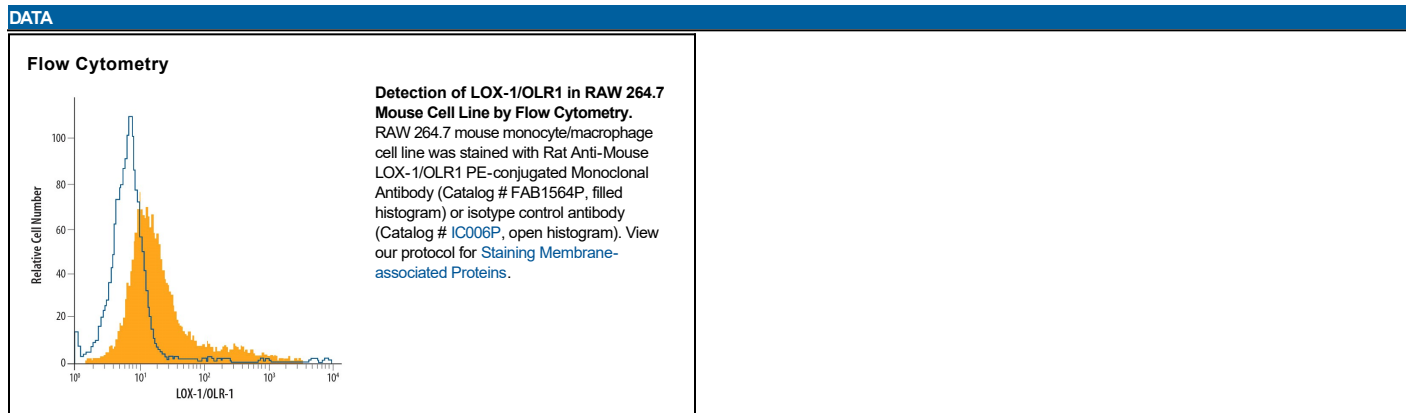 DATA
Flow Cytometry
Detection of LOX-1/OLR1 in RAW 264.7
Mouse Cell Line by Flow Cytometry.
RAW 264.7 mouse monocyte/macrophage
cell line was stained with Rat Anti-Mouse
LOX-1/OLR1 PE-conjugated Monoclonal
Antibody (Catalog # FAB1564P, filled
histogram) or isotype control antibody
(Catalog # IC006P, open histogram). View
our protocol for Staining Membrane-
associated Proteins.
Relative Cell Number
100
80
60
40
20
0
10⁰ 10¹ 10² 10³ 10⁴
LOX-1/OLR-1